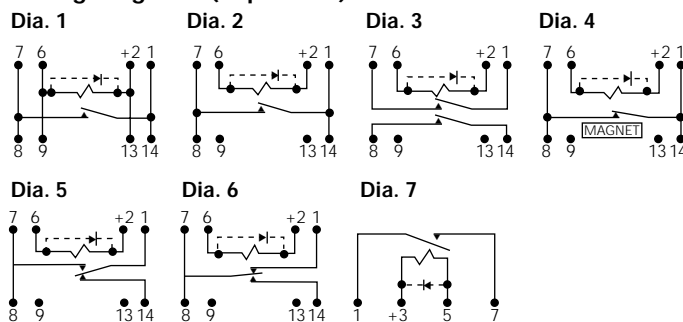 Dia. 1 Dia. 2 Dia. 3 Dia. 4
7 6 +2 1 7 6 +2 1 7 6 +2 1 7 6 +2 1
MAGNET
8 9 13 14 8 9 13 14 8 9 13 14 8 9 13 14
Dia. 5 Dia. 6 Dia. 7
7 6 +2 1 7 6 +2 1
8 9 13 14 8 9 13 14 1 +3 5 7